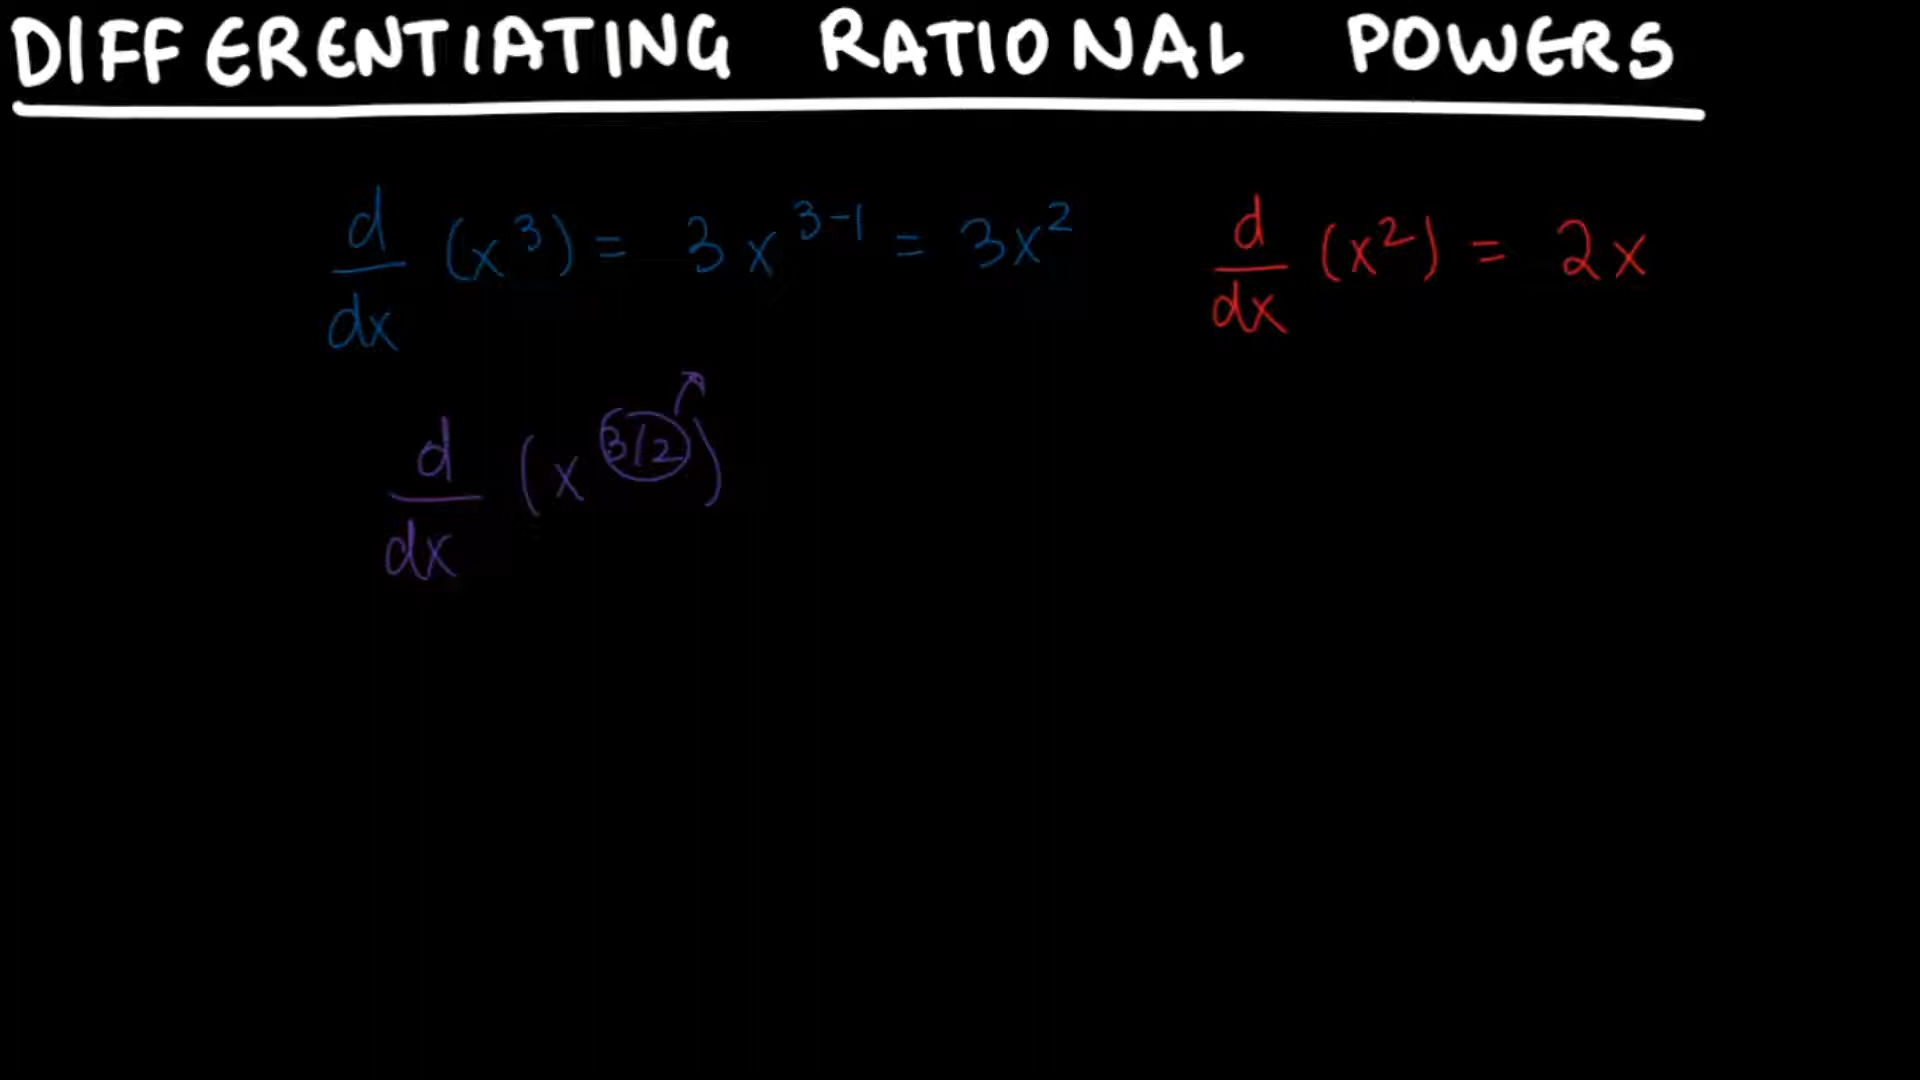 DIFFERENTIATING RATIONAL POWERS
d/dx (x^3) = 3x^{3-1} = 3x^2
d/dx (x^2) = 2x
d/dx (x^{3/2})